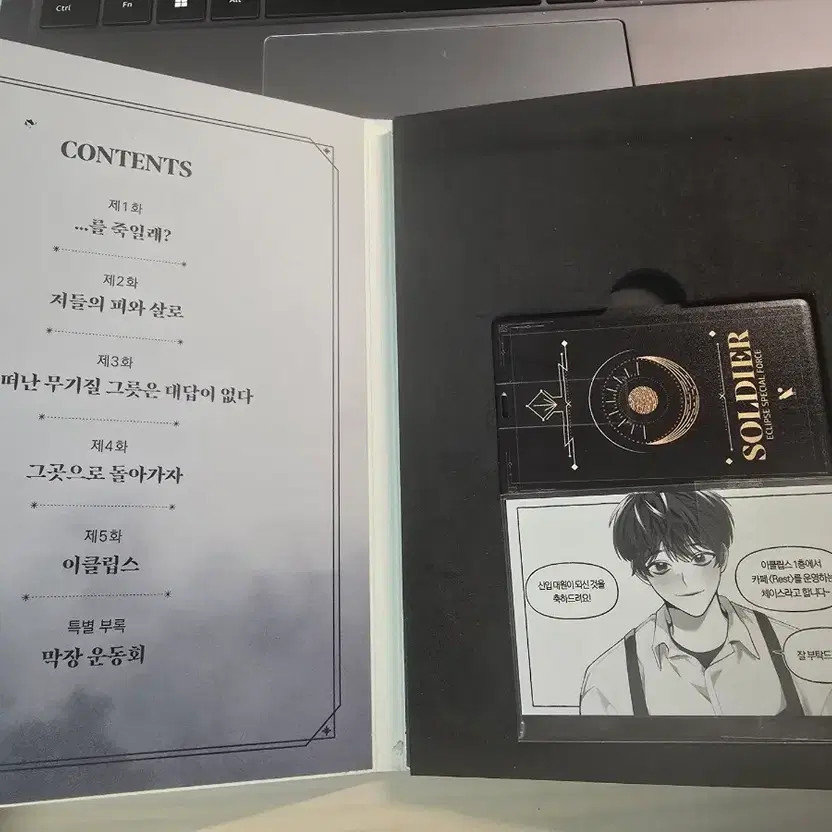 Ctrl
Fn
Alt
CONTENTS
제1화
...를 죽일래?
제2화
저들의 피와 살로
제3화
떠난 무기질 그릇은 대답이 없다
제4화
그곳으로 돌아가자
제5화
이클립스
특별 부록
막장 운동회
SOLDIER
ECLIPSE SPECIAL FORCE
신입 대원이 되신 것을
축하드려요!
이클립스 1층에서
카페 <Rest>를 운영하는
체이스라고 합니다~
잘 부탁드